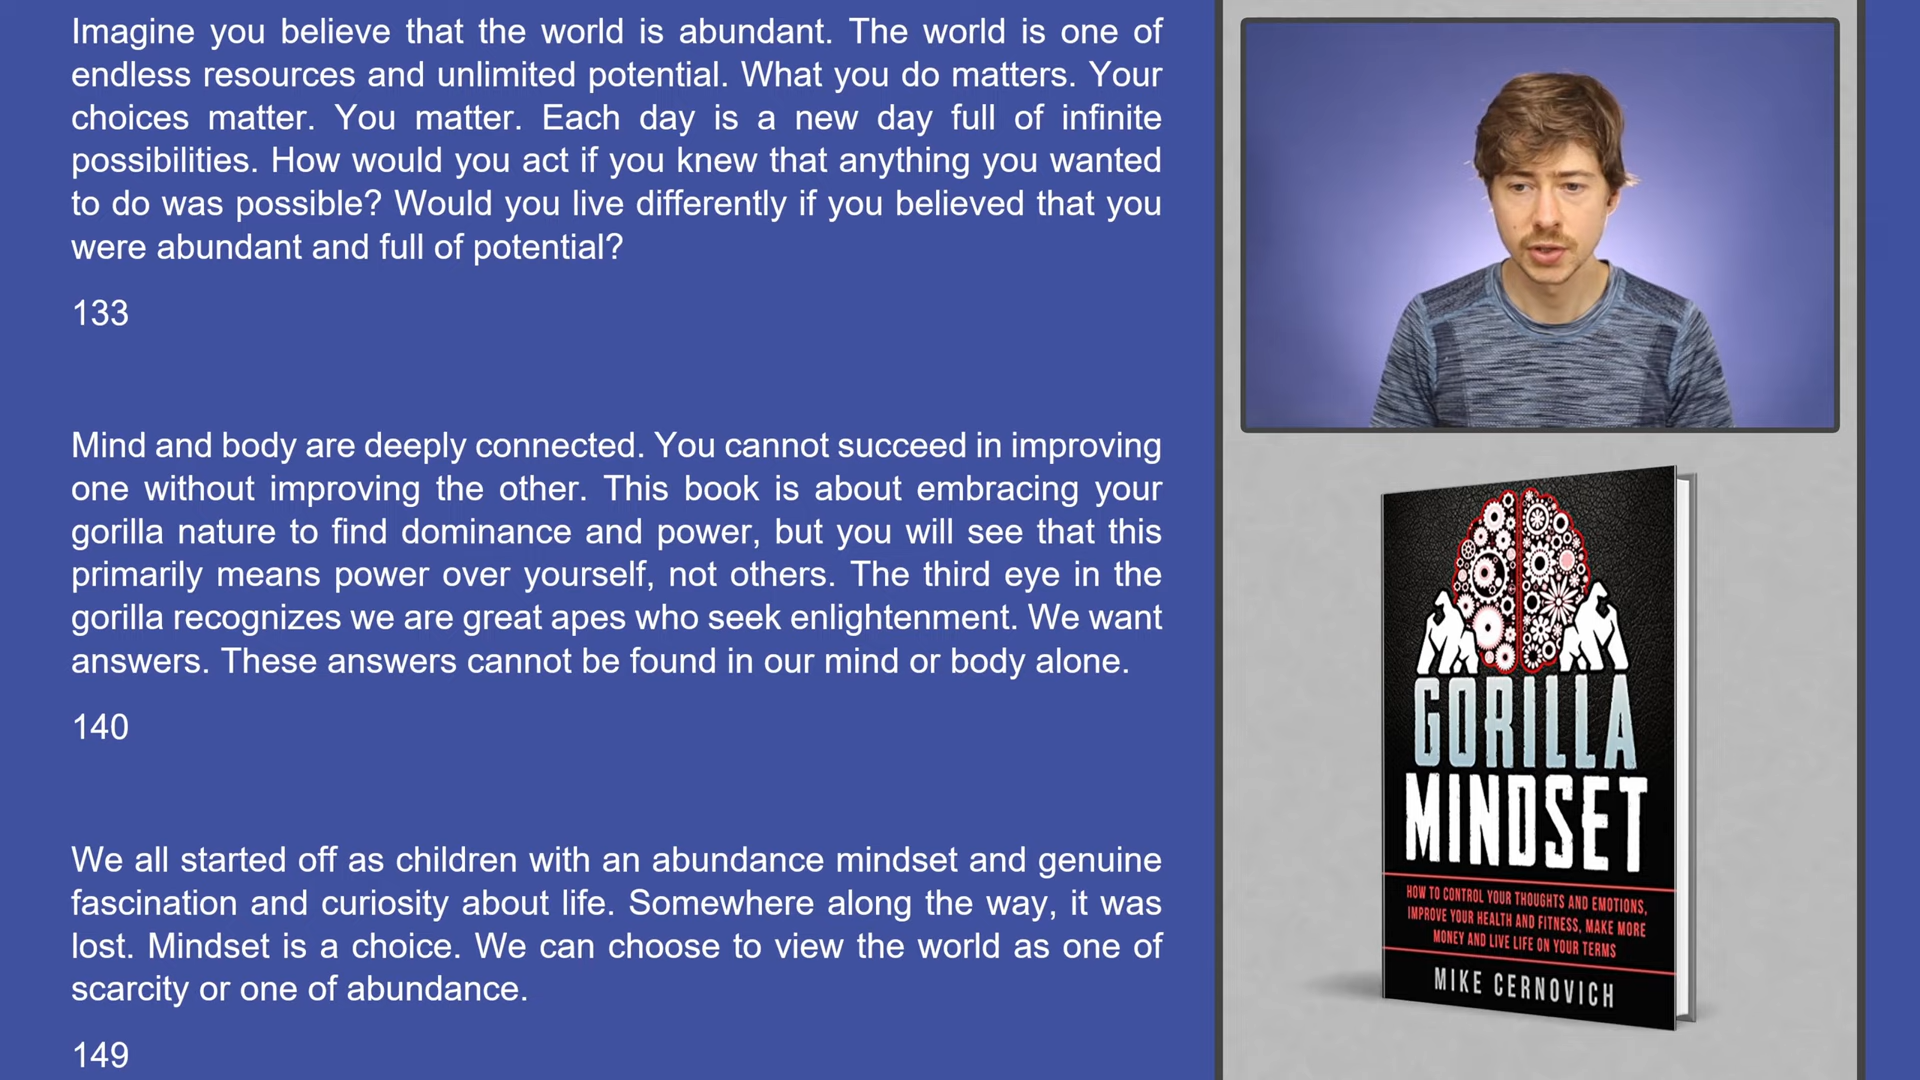 Imagine you believe that the world is abundant. The world is one of
endless resources and unlimited potential. What you do matters. Your
choices matter. You matter. Each day is a new day full of infinite
possibilities. How would you act if you knew that anything you wanted
to do was possible? Would you live differently if you believed that you
were abundant and full of potential?
133
Mind and body are deeply connected. You cannot succeed in improving
one without improving the other. This book is about embracing your
gorilla nature to find dominance and power, but you will see that this
primarily means power over yourself, not others. The third eye in the
gorilla recognizes we are great apes who seek enlightenment. We want
answers. These answers cannot be found in our mind or body alone.
140
We all started off as children with an abundance mindset and genuine
fascination and curiosity about life. Somewhere along the way, it was
lost. Mindset is a choice. We can choose to view the world as one of
scarcity or one of abundance.
149
GORILLA
MINDSET
HOW TO CONTROL YOUR THOUGHTS AND EMOTIONS,
IMPROVE YOUR HEALTH AND FITNESS, MAKE MORE
MONEY AND LIVE LIFE ON YOUR TERMS
MIKE CERNOVICH